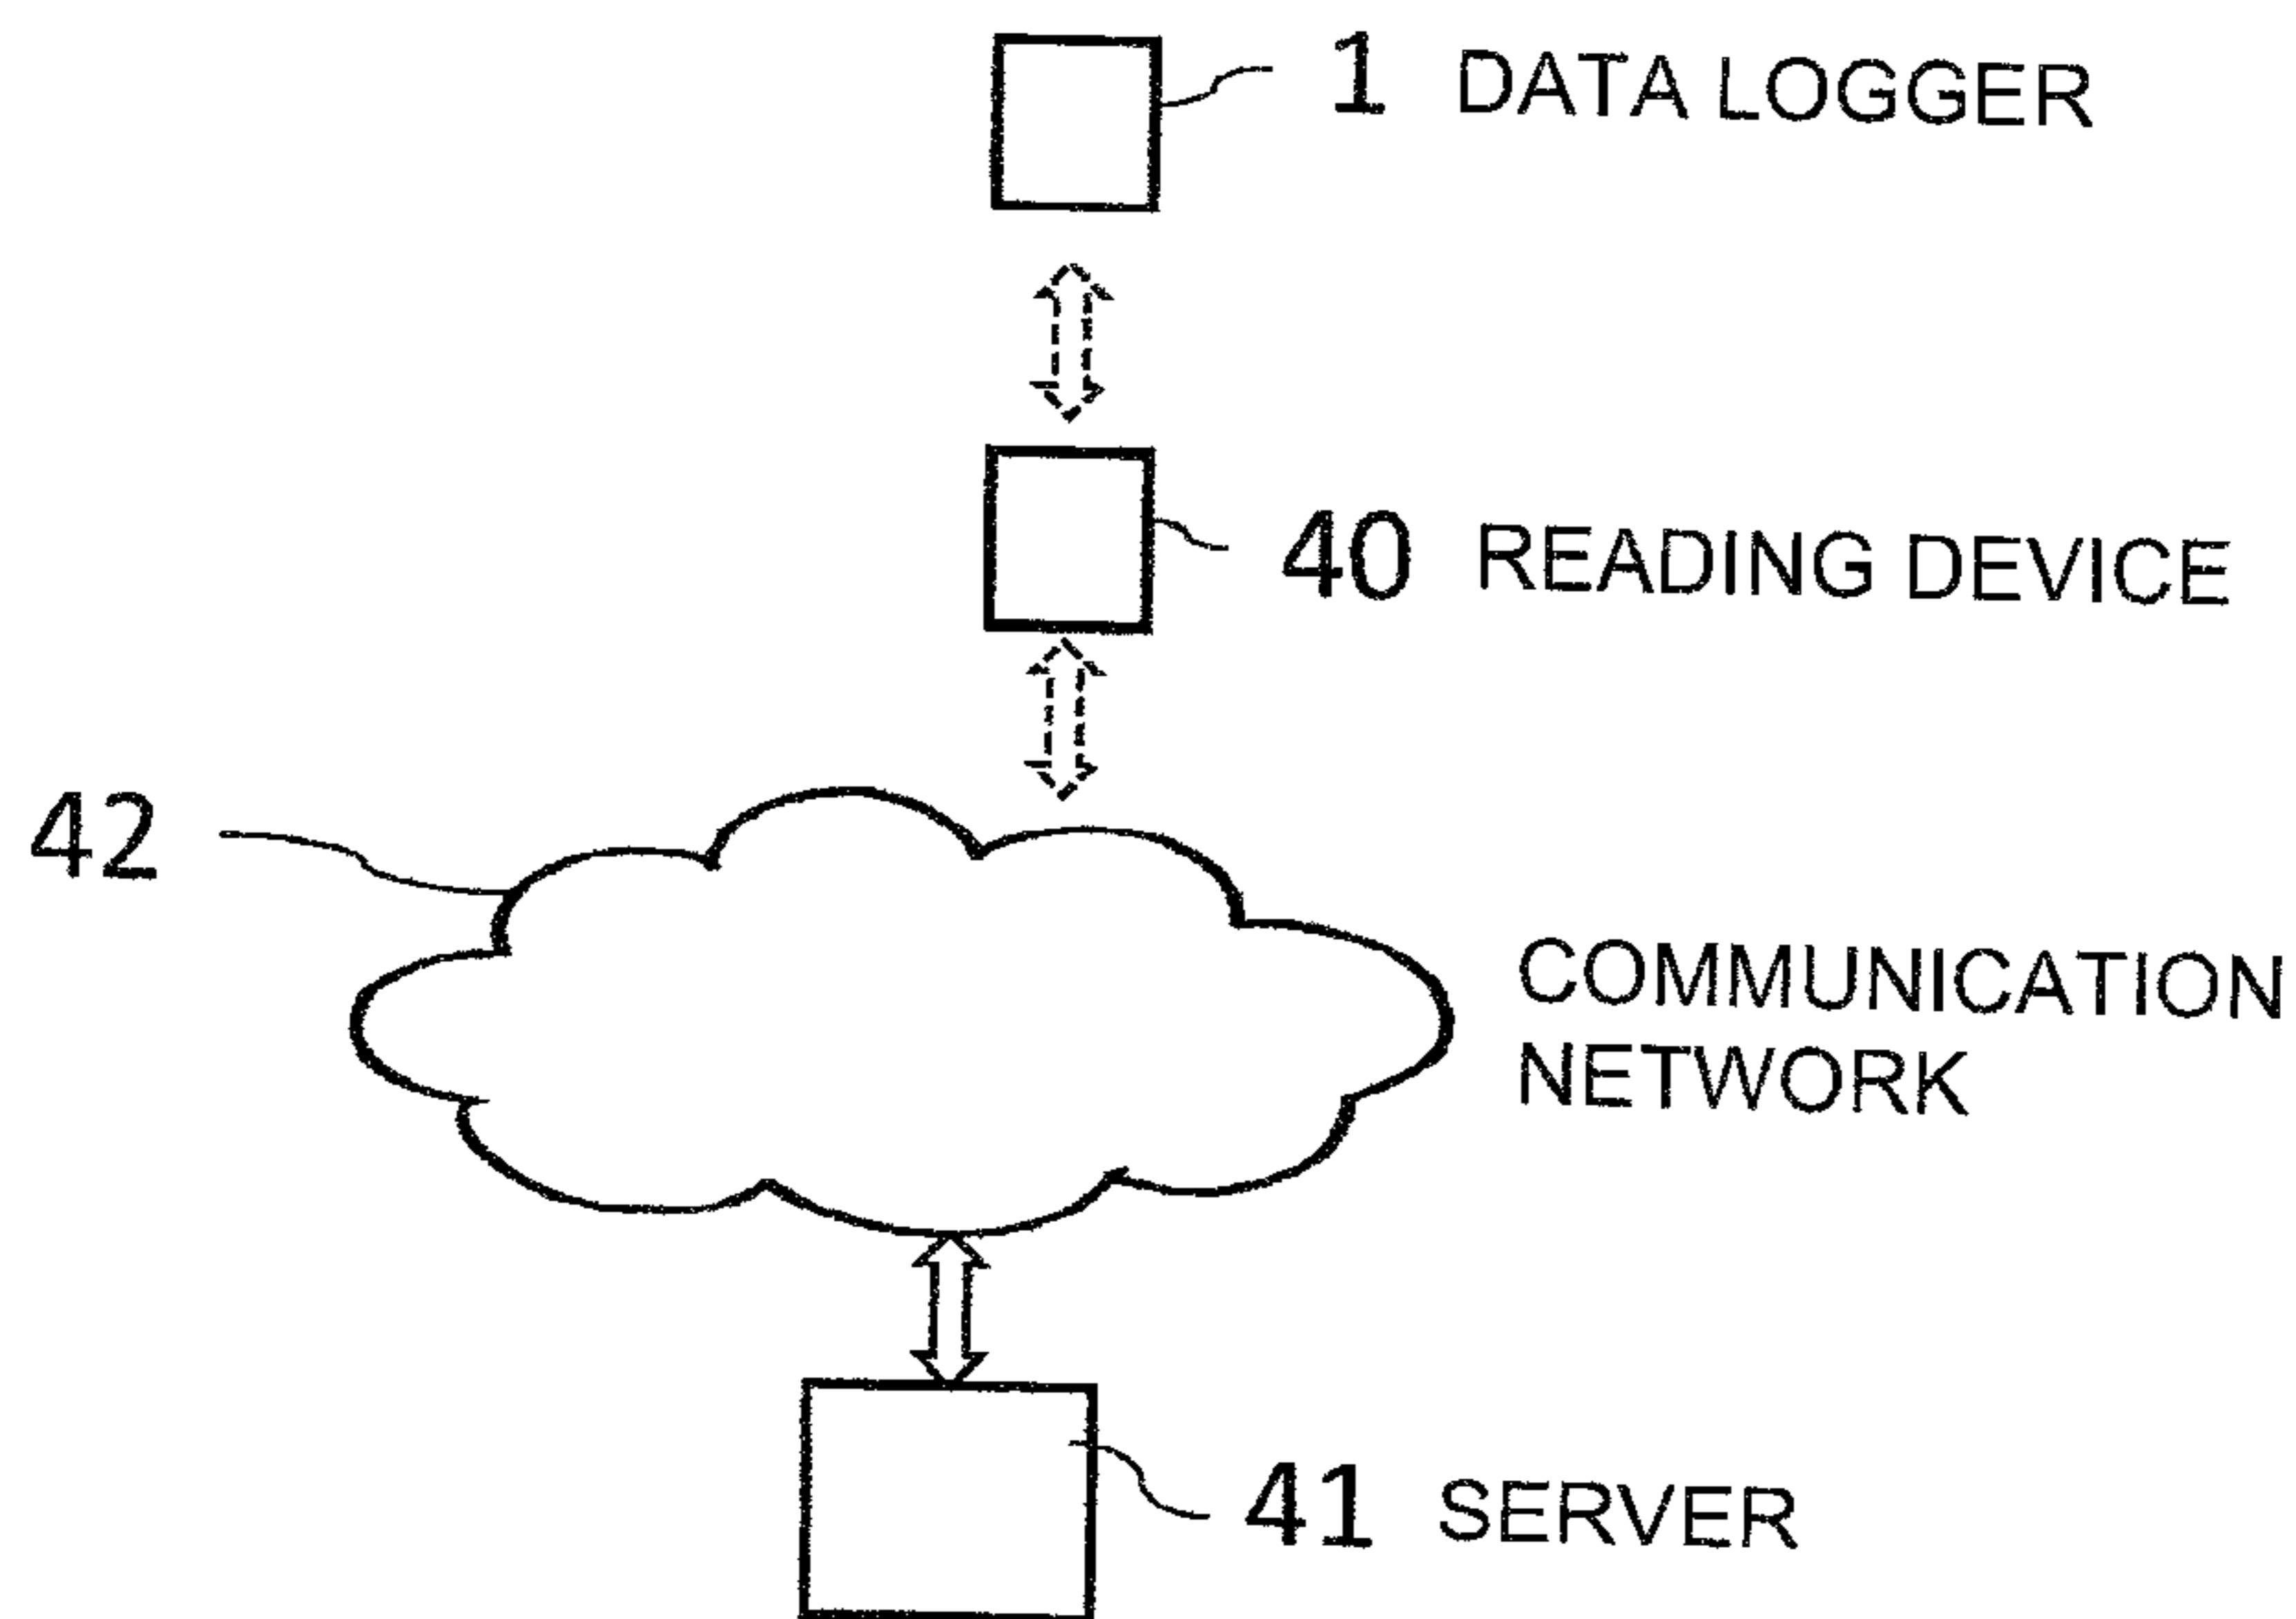 1 DATA LOGGER
40 READING DEVICE
42
COMMUNICATION
NETWORK
41 SERVER